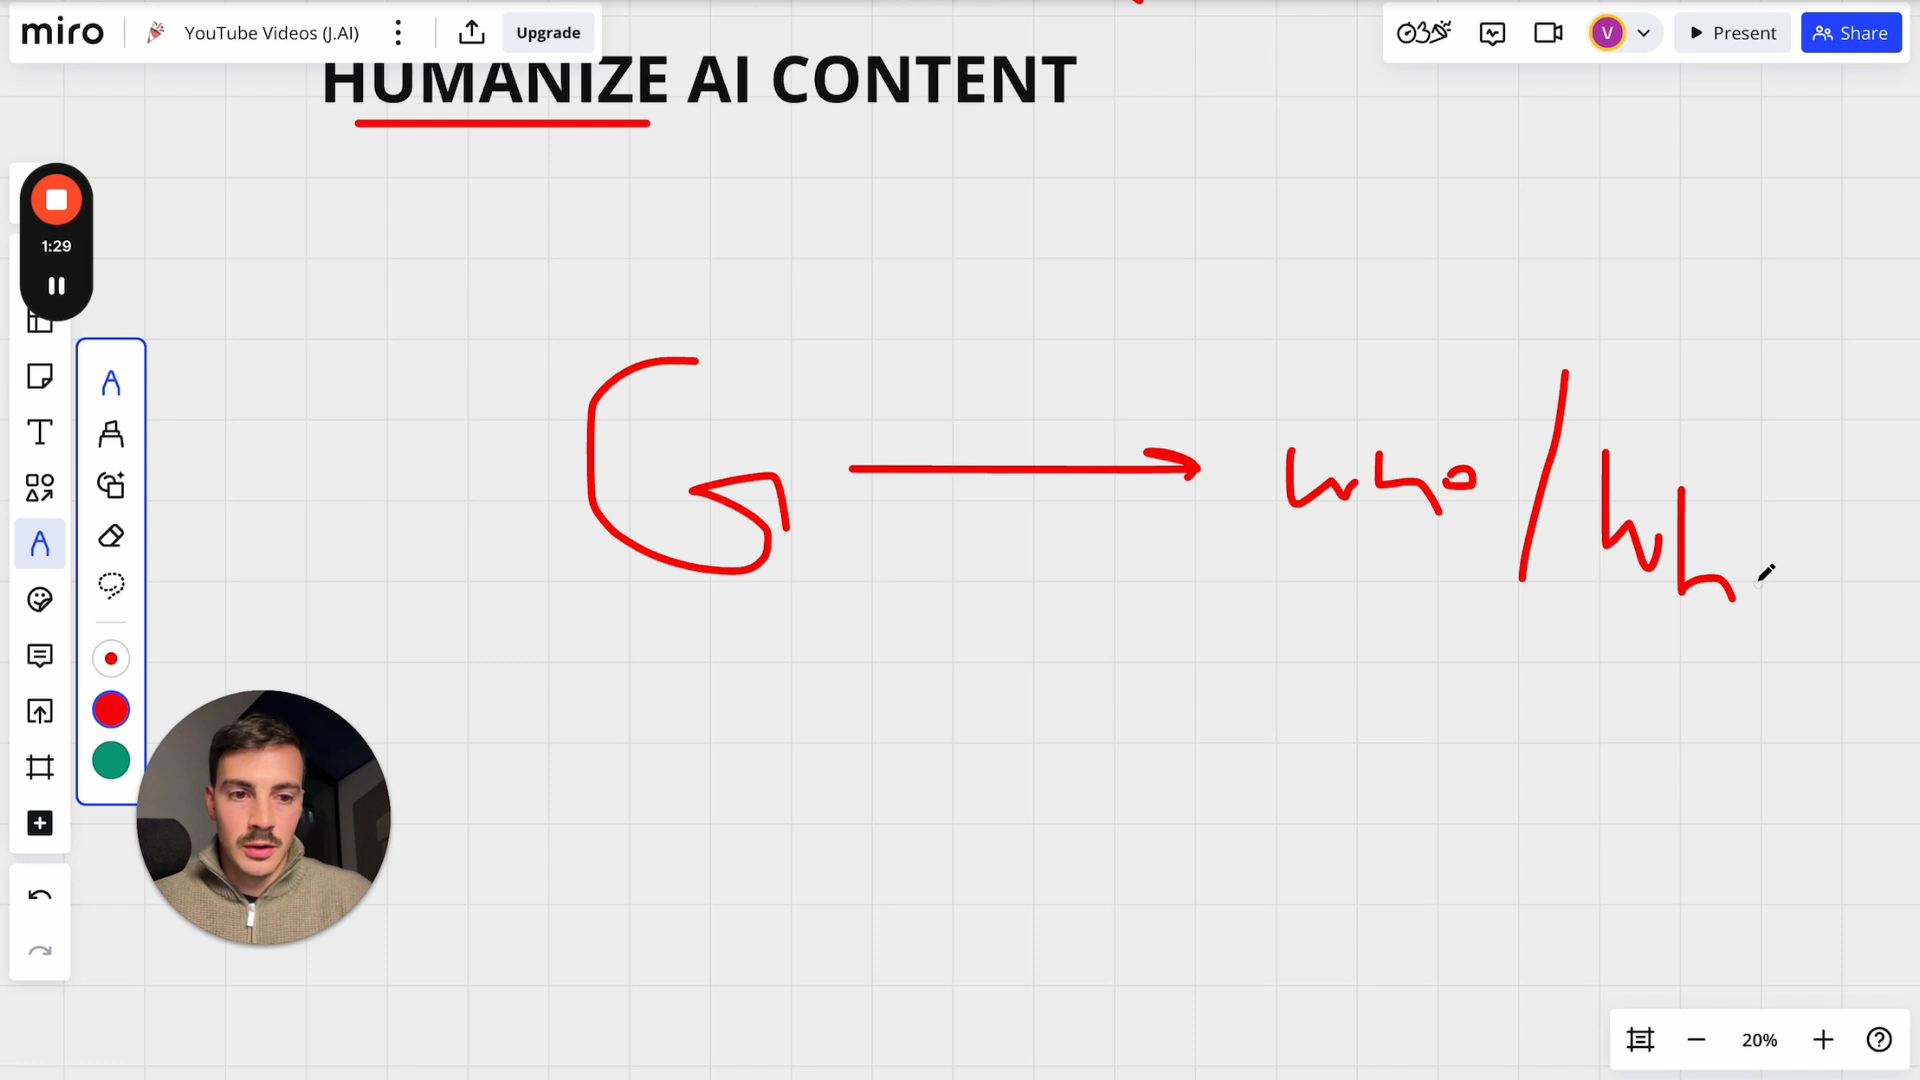 miro YouTube Videos (J.AI) Upgrade Present Share V
HUMANIZE AI CONTENT
1:29
G who / wh
20%